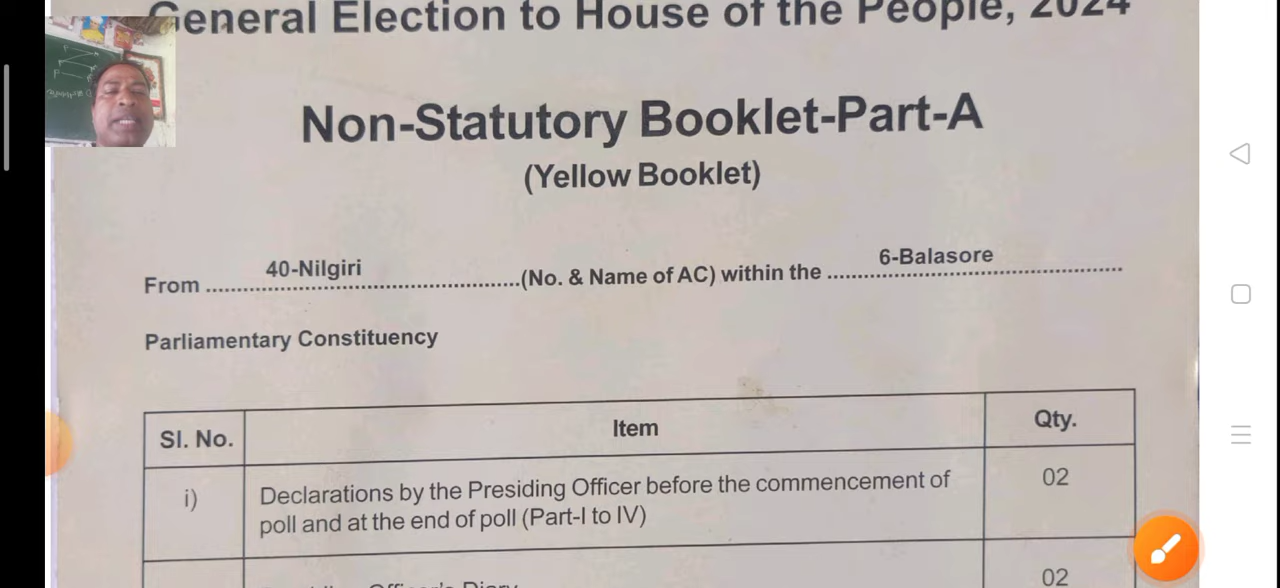 General Election to House of the People, 2024
Non-Statutory Booklet-Part-A
(Yellow Booklet)
From 40-Nilgiri (No. & Name of AC) within the 6-Balasore
Parliamentary Constituency
Sl. No. Item Qty.
i) Declarations by the Presiding Officer before the commencement of 02
poll and at the end of poll (Part-I to IV)
Officer's Diary 02